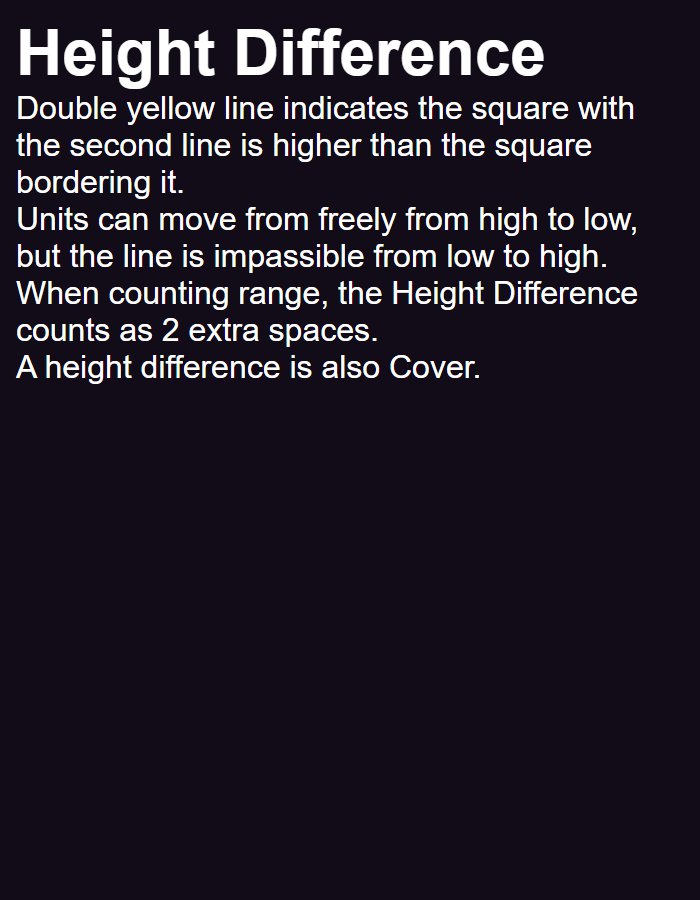 Height Difference
Double yellow line indicates the square with
the second line is higher than the square
bordering it.
Units can move from freely from high to low,
but the line is impassible from low to high.
When counting range, the Height Difference
counts as 2 extra spaces.
A height difference is also Cover.